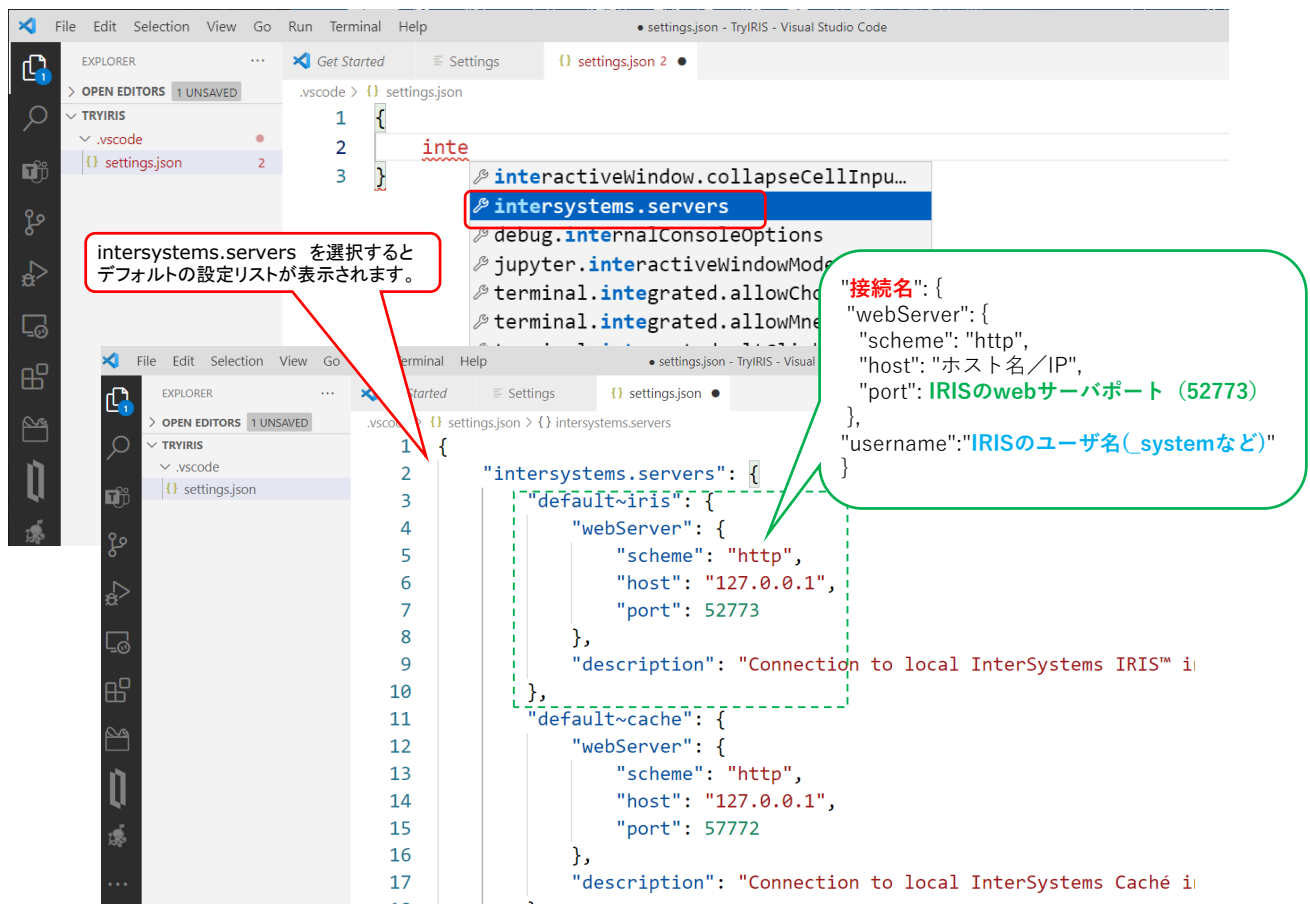 File Edit Selection View Go Run Terminal Help
● settings.json - TryIRIS - Visual Studio Code
EXPLORER ...
Get Started
Settings
{} settings.json 2 ●
OPEN EDITORS 1 UNSAVED
.vscode > {} settings.json
TRYIRIS
.vscode
{} settings.json 2
1 {
2 inte
3 }
interactiveWindow.collapseCellInpu…
intersystems.servers
debug.internalConsoleOptions
jupyter.interactiveWindowMode
terminal.integrated.allowCho
terminal.integrated.allowMne
intersystems.servers を選択すると
デフォルトの設定リストが表示されます。
"接続名": {
"webServer": {
"scheme": "http",
"host": "ホスト名／IP",
"port": IRISのwebサーバポート（52773）
},
"username":"IRISのユーザ名(_systemなど)"
}
File Edit Selection View Go Terminal Help
● settings.json - TryIRIS - Visual
EXPLORER ...
Started
Settings
{} settings.json ●
OPEN EDITORS 1 UNSAVED
.vscode > {} settings.json > {} intersystems.servers
TRYIRIS
.vscode
{} settings.json
1 {
2 "intersystems.servers": {
3 "default~iris": {
4 "webServer": {
5 "scheme": "http",
6 "host": "127.0.0.1",
7 "port": 52773
8 },
9 "description": "Connection to local InterSystems IRIS™ i
10 },
11 "default~cache": {
12 "webServer": {
13 "scheme": "http",
14 "host": "127.0.0.1",
15 "port": 57772
16 },
17 "description": "Connection to local InterSystems Caché i